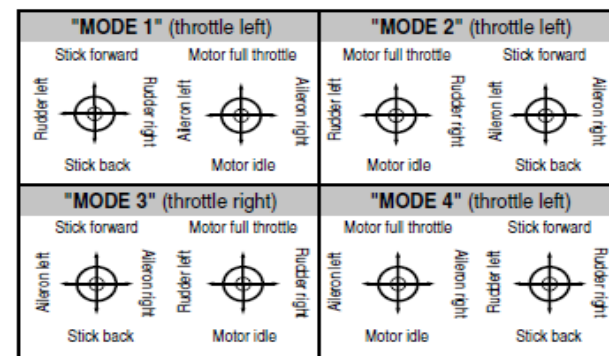 "MODE 1" (throttle left)
Stick forward Motor full throttle
Rudder left
Rudder right
Aileron left
Aileron right
Stick back Motor idle
"MODE 2" (throttle left)
Motor full throttle Stick forward
Rudder left
Rudder right
Aileron left
Aileron right
Motor idle Stick back
"MODE 3" (throttle right)
Stick forward Motor full throttle
Aileron left
Aileron right
Rudder left
Rudder right
Stick back Motor idle
"MODE 4" (throttle left)
Motor full throttle Stick forward
Aileron left
Aileron right
Rudder left
Rudder right
Motor idle Stick back